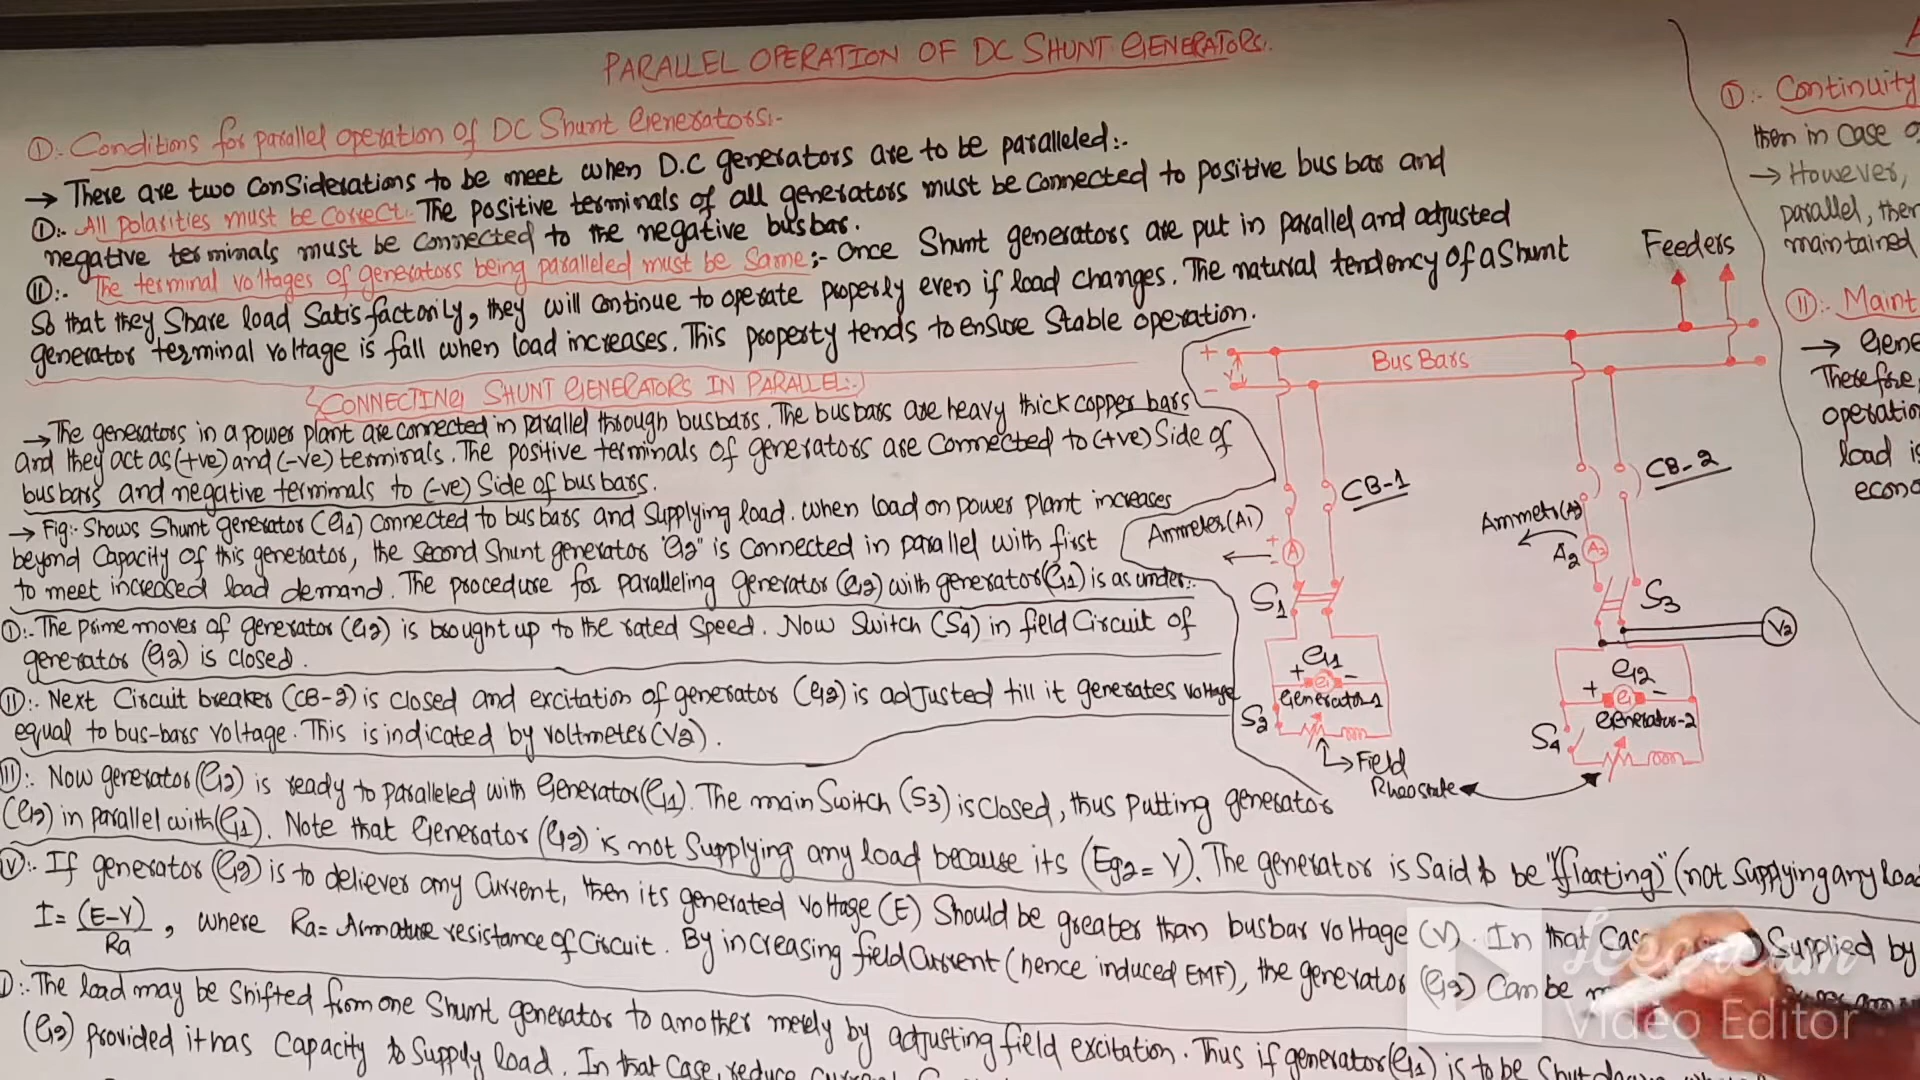 PARALLEL OPERATION OF DC SHUNT GENERATORS:.
I:. Conditions for parallel operation of DC Shunt Generators:-
→ There are two Considerations to be meet when D.C generators are to be paralleled:.
I:. All polarities must be correct. The positive terminals of all generators must be connected to positive bus bar and
negative terminals must be connected to the negative busbar.
II:. The terminal voltages of generators being paralleled must be Same;- Once Shunt generators are put in parallel and adjusted
So that they Share load Satisfactorily, they will Continue to operate properly even if load changes. The natural tendency of a Shunt
generator terminal voltage is fall when load increases. This property tends to ensure Stable operation.
CONNECTING SHUNT GENERATORS IN PARALLEL:-
→ The generators in a power plant are connected in parallel through busbars. The busbars are heavy thick copper bars
and they act as (+ve) and (-ve) terminals. The positive terminals of generators are Connected to (+ve) Side of
busbars and negative terminals to (-ve) Side of busbars.
→ Fig:- Shows Shunt generator (G1) Connected to busbars and Supplying load. when load on power plant increases
beyond Capacity of this generator, the Second Shunt generator "G2" is Connected in parallel with first
to meet increased load demand. The procedure for paralleling generator (G2) with generator (G1) is as under:.
I:. The prime mover of generator (G2) is brought up to the rated Speed. Now Switch (S4) in field Circuit of
generator (G2) is closed.
II:. Next Circuit breaker (CB-2) is closed and excitation of generator (G2) is adjusted till it generates voltage
equal to bus-bars voltage. This is indicated by voltmeter (V2).
III:. Now generator (G2) is ready to paralleled with Generator (G1). The main Switch (S3) is closed, thus putting generator
(G2) in parallel with (G1). Note that Generator (G2) is not Supplying any load because its (Eg2 = V). The generator is Said to be "floating" (not Supplying any load
V:. If generator (G2) is to deliever any Current, then its generated voltage (E) Should be greater than busbar voltage (V). In that Case Supplied by
I = (E-V)/Ra , where Ra = Armature resistance of Circuit. By increasing field Current (hence induced EMF), the generator (G2) Can be
:. The load may be Shifted from one Shunt generator to another merely by adjusting field excitation. Thus if generator (G1) is to be Shut down
(G2) provided it has Capacity to Supply load. In that Case, reduce Current
Feeders
+
-
V
Bus Bars
CB-1
CB-2
Ammeter (A1)
+
A
-
Ammetr(A)
A2
A2
S1
S3
V2
G1
+ G -
Generator-1
S2
Field
Rheostate
G2
+ G -
Generator-2
S4
I:. Continuity
then in case
→ However,
parallel, then
maintained
II:. Maint
→ Gene
Therefore,
operation
load is
econo
Icecream
Video Editor